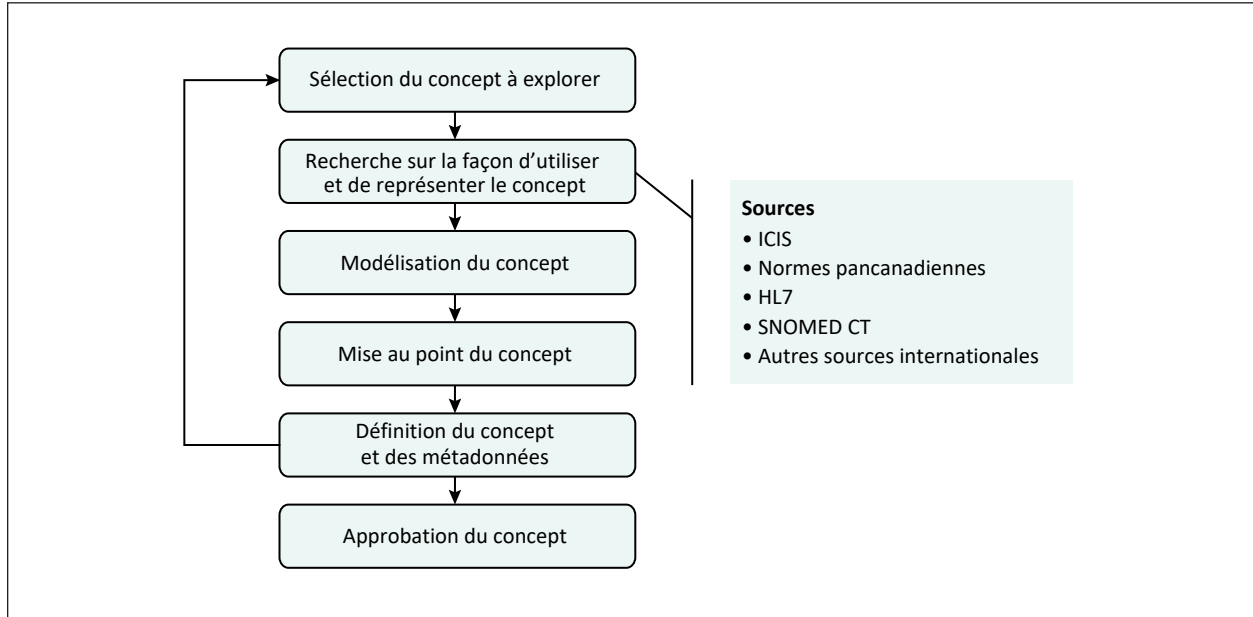 Sélection du concept à explorer
Recherche sur la façon d’utiliser
et de représenter le concept
Modélisation du concept
Mise au point du concept
Définition du concept
et des métadonnées
Approbation du concept
Sources
• ICIS
• Normes pancanadiennes
• HL7
• SNOMED CT
• Autres sources internationales